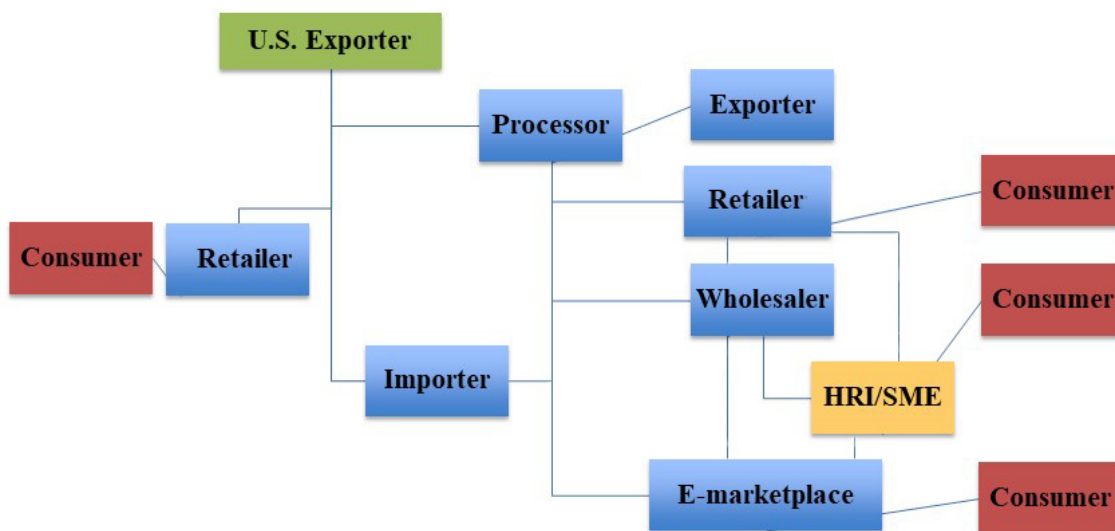 U.S. Exporter
Exporter
Processor
Consumer
Retailer
Consumer
Retailer
Wholesaler
Consumer
Importer
HRI/SME
E-marketplace
Consumer